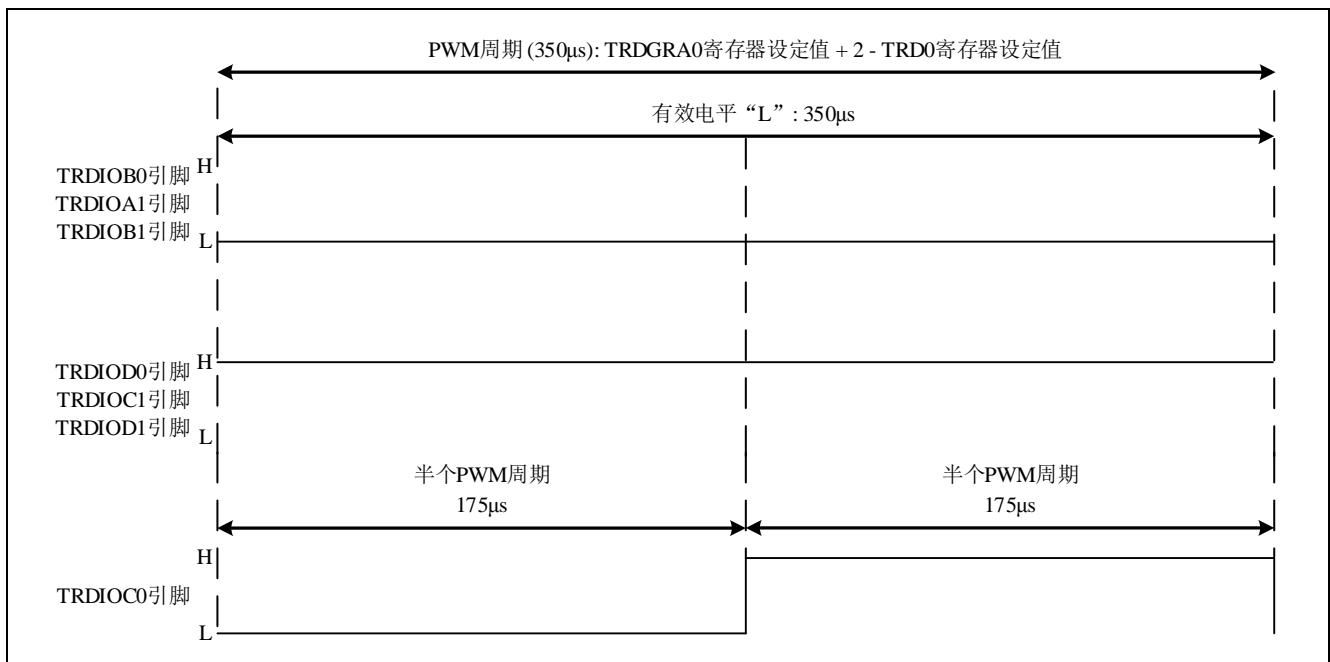 PWM周期 (350μs): TRDGRA0寄存器设定值 + 2 - TRD0寄存器设定值
有效电平“L”: 350μs
H
TRDIOB0引脚
TRDIOA1引脚
TRDIOB1引脚
L
H
TRDIOD0引脚
TRDIOC1引脚
TRDIOD1引脚
L
半个PWM周期
175μs
半个PWM周期
175μs
H
TRDIOC0引脚
L